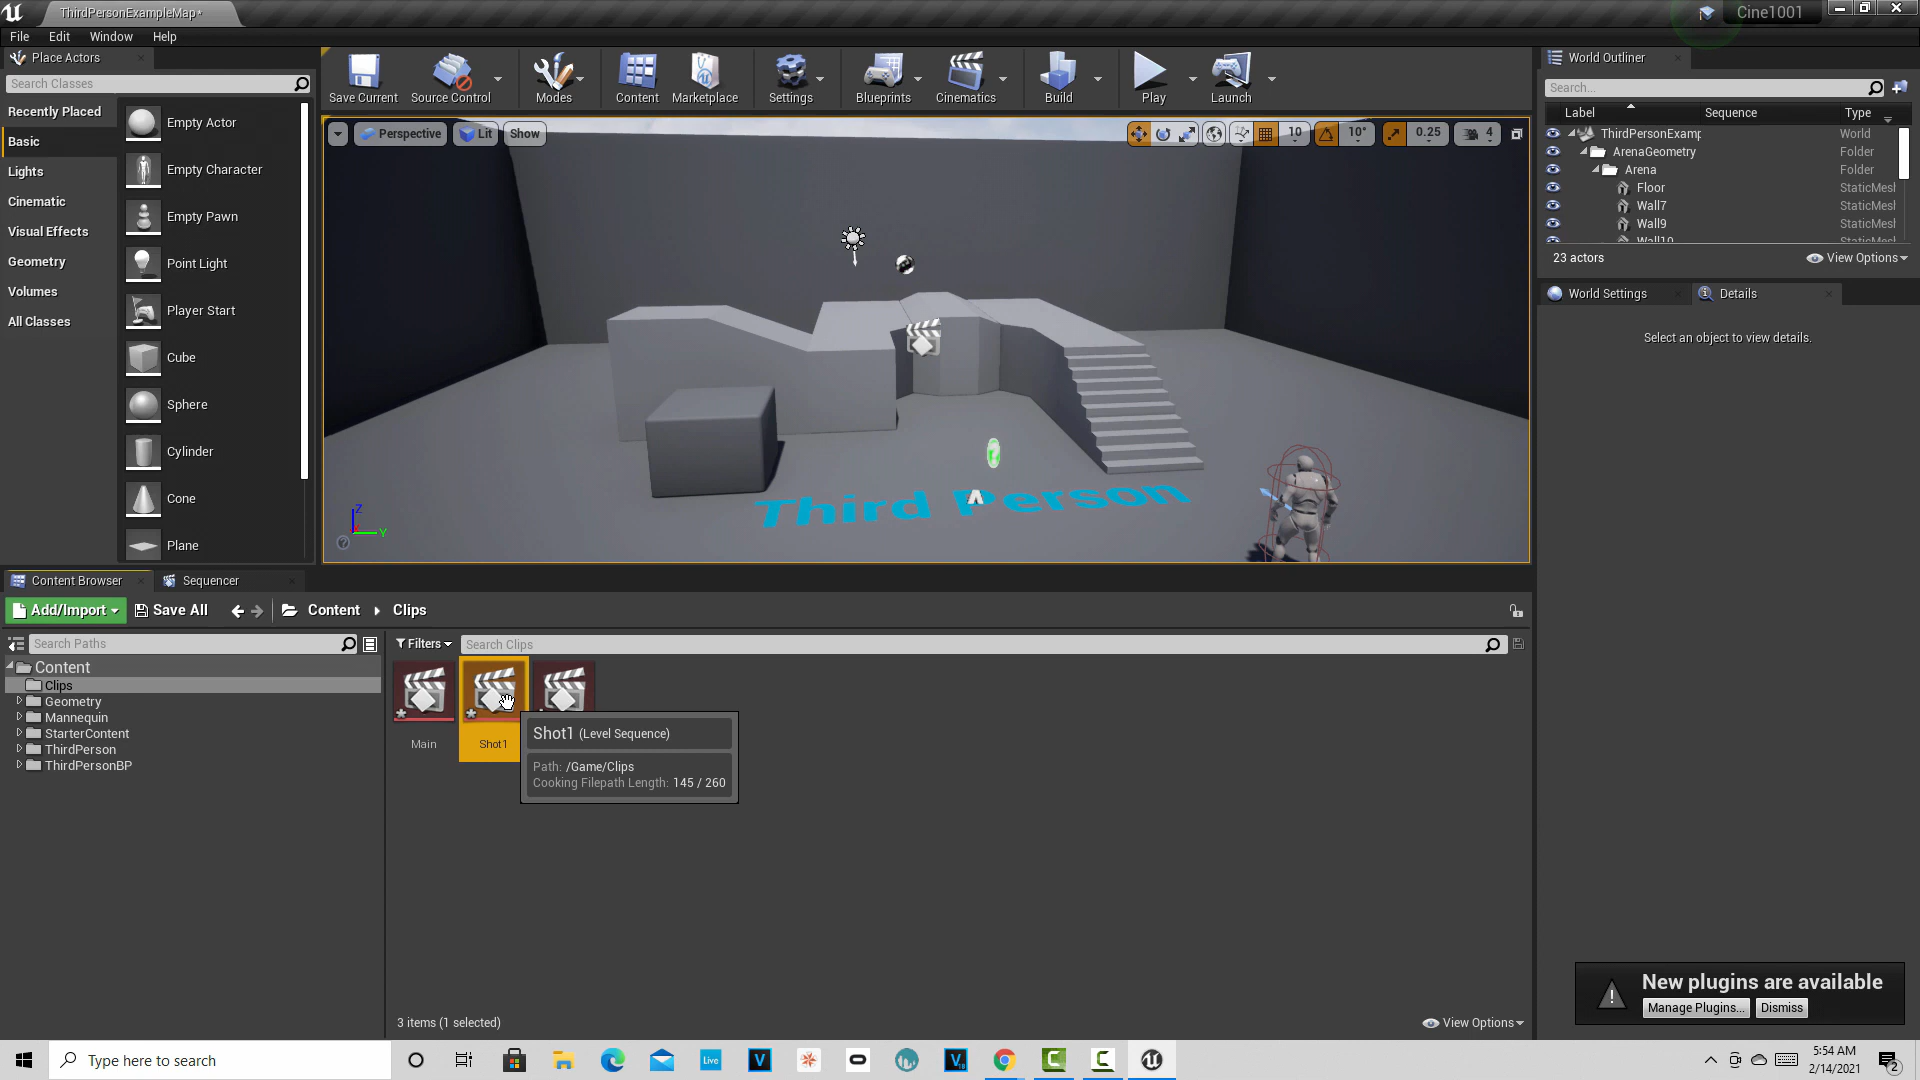 ThirdPersonExampleMap*
Cine1001
File Edit Window Help
Place Actors
Search Classes
Recently Placed
Basic
Lights
Cinematic
Visual Effects
Geometry
Volumes
All Classes
Empty Actor
Empty Character
Empty Pawn
Point Light
Player Start
Cube
Sphere
Cylinder
Cone
Plane
Save Current
Source Control
Modes
Content
Marketplace
Settings
Blueprints
Cinematics
Build
Play
Launch
Perspective
Lit
Show
10
10°
0.25
4
Third Person
Z
Y
World Outliner
Search...
Label Sequence Type
ThirdPersonExamp World
ArenaGeometry Folder
Arena Folder
Floor StaticMesl
Wall7 StaticMesl
Wall9 StaticMesl
Wall10
23 actors
View Options
World Settings
Details
Select an object to view details.
Content Browser
Sequencer
Add/Import
Save All
Content
Clips
Search Paths
Content
Clips
Geometry
Mannequin
StarterContent
ThirdPerson
ThirdPersonBP
Filters
Search Clips
Main
Shot1
Shot1 (Level Sequence)
Path: /Game/Clips
Cooking Filepath Length: 145 / 260
3 items (1 selected)
View Options
New plugins are available
Manage Plugins...
Dismiss
Type here to search
Live
V
V
5:54 AM
2/14/2021
2